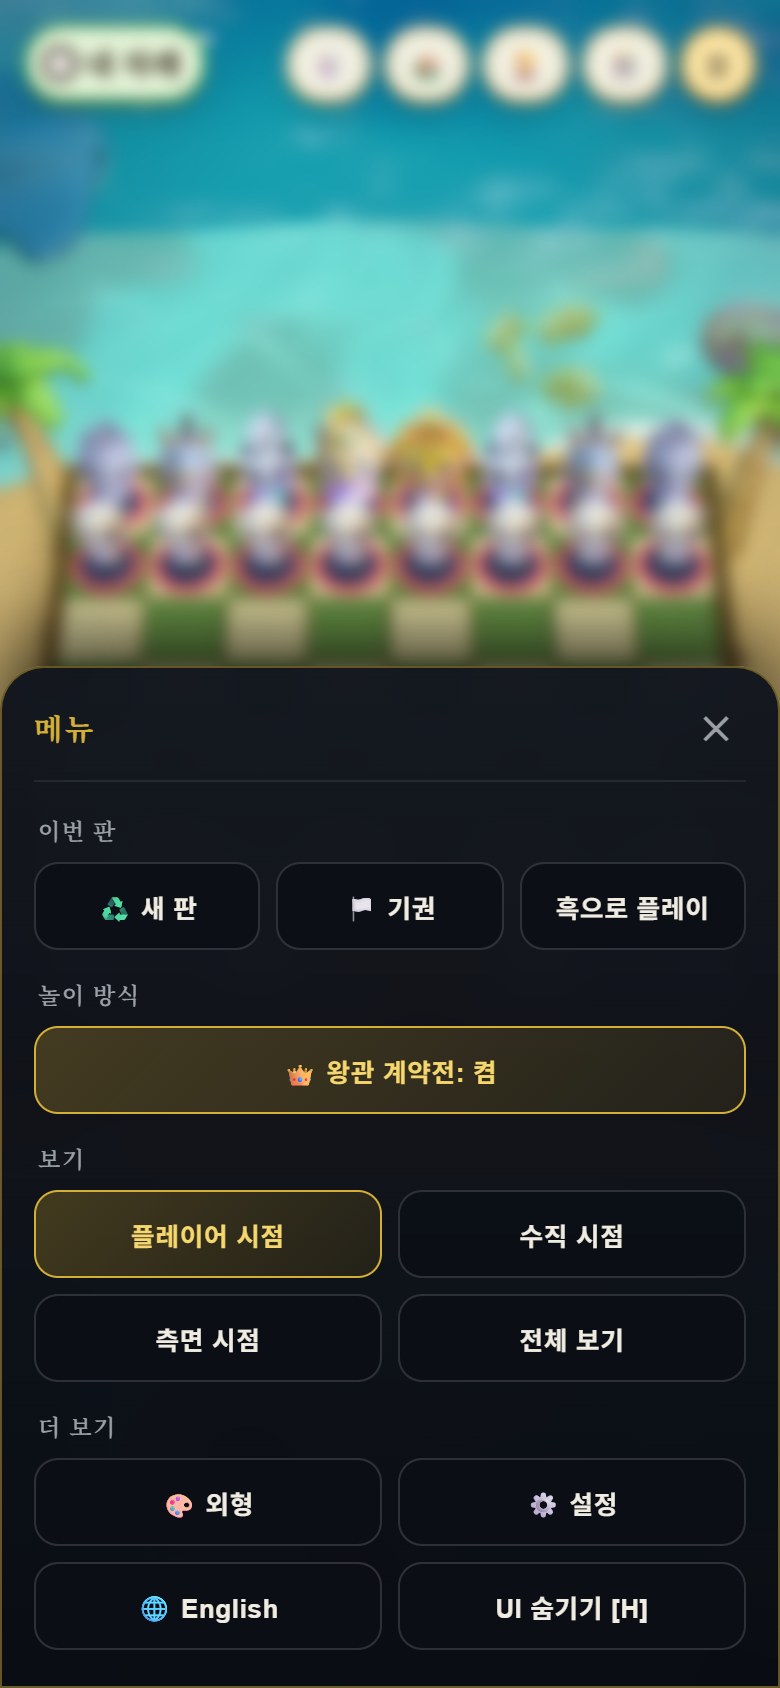 메뉴
이번 판
새 판
기권
흑으로 플레이
놀이 방식
왕관 계약전: 켬
보기
플레이어 시점
수직 시점
측면 시점
전체 보기
더 보기
외형
설정
English
UI 숨기기 [H]